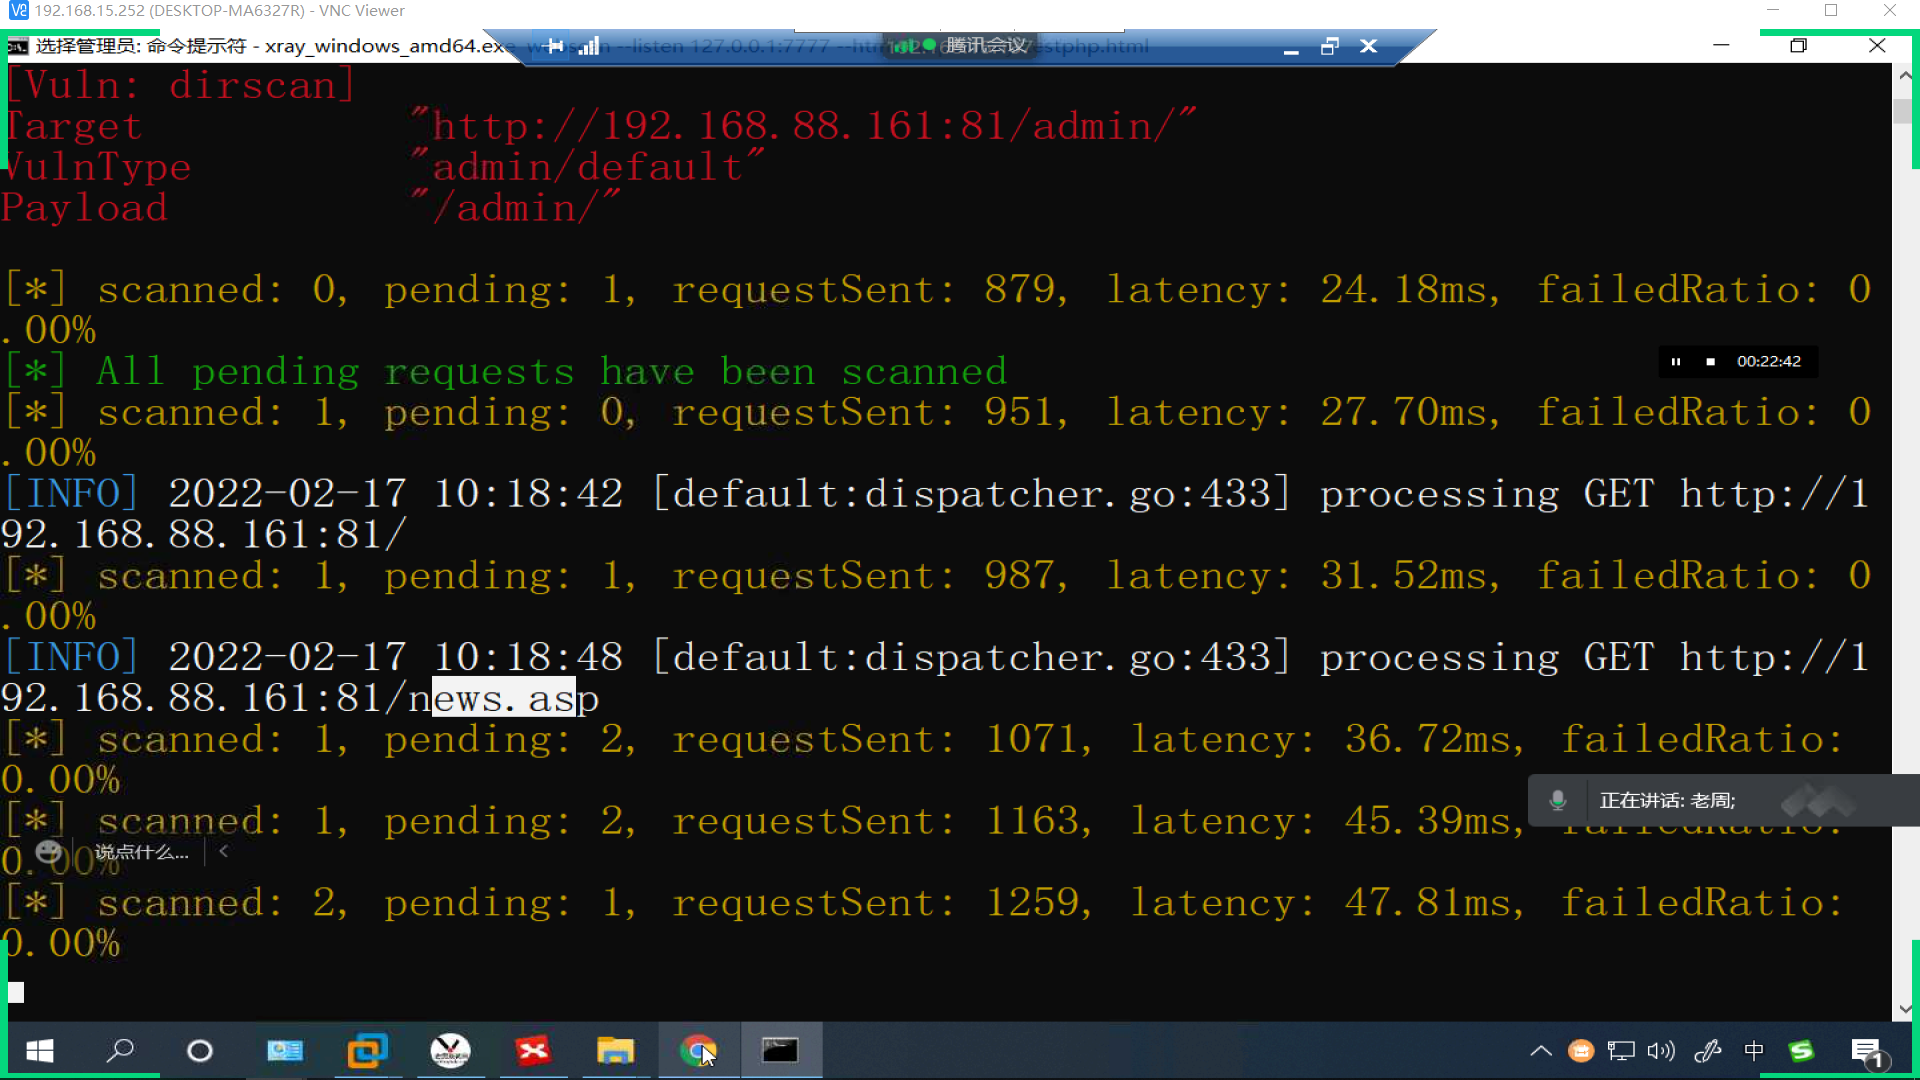 192.168.15.252 (DESKTOP-MA6327R) - VNC Viewer
选择管理员: 命令提示符 - xray_windows_amd64.exe
--listen 127.0.0.1:7777
腾讯会议
[Vuln: dirscan]
Target "http://192.168.88.161:81/admin/"
VulnType "admin/default"
Payload "/admin/"
[*] scanned: 0, pending: 1, requestSent: 879, latency: 24.18ms, failedRatio: 0
.00%
[*] All pending requests have been scanned
00:22:42
[*] scanned: 1, pending: 0, requestSent: 951, latency: 27.70ms, failedRatio: 0
.00%
[INFO] 2022-02-17 10:18:42 [default:dispatcher.go:433] processing GET http://1
92.168.88.161:81/
[*] scanned: 1, pending: 1, requestSent: 987, latency: 31.52ms, failedRatio: 0
.00%
[INFO] 2022-02-17 10:18:48 [default:dispatcher.go:433] processing GET http://1
92.168.88.161:81/news.asp
[*] scanned: 1, pending: 2, requestSent: 1071, latency: 36.72ms, failedRatio:
0.00%
正在讲话: 老周;
[*] scanned: 1, pending: 2, requestSent: 1163, latency: 45.39ms, failedRatio:
0.00%
说点什么...
[*] scanned: 2, pending: 1, requestSent: 1259, latency: 47.81ms, failedRatio:
0.00%
中
1